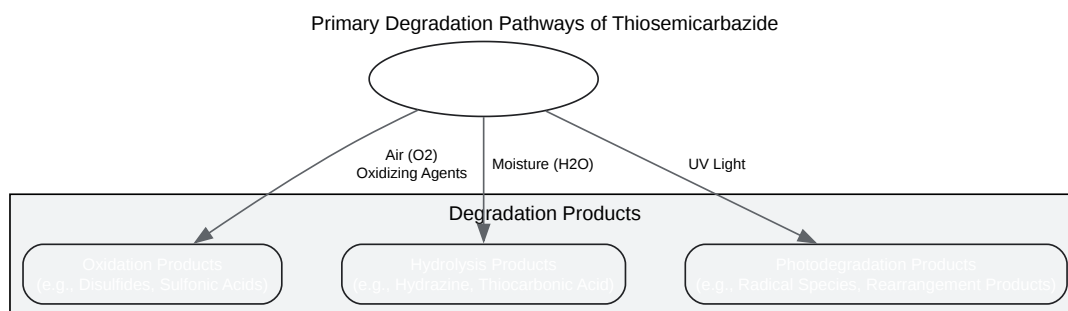 Primary Degradation Pathways of Thiosemicarbazide
Air (O2)
Oxidizing Agents
Moisture (H2O)
UV Light
Degradation Products
Oxidation Products
(e.g., Disulfides, Sulfonic Acids)
Hydrolysis Products
(e.g., Hydrazine, Thiocarbonic Acid)
Photodegradation Products
(e.g., Radical Species, Rearrangement Products)